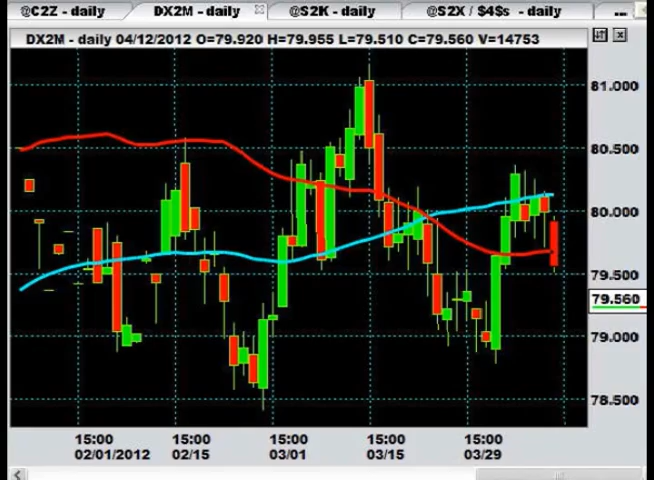 @C2Z - daily DX2M - daily @S2K - daily @S2X / $4$s - daily ...
DX2M - daily 04/12/2012 O=79.920 H=79.955 L=79.510 C=79.560 V=14753
81.000
80.500
80.000
79.500
79.560
79.000
78.500
15:00 15:00 15:00 15:00 15:00
02/01/2012 02/15 03/01 03/15 03/29